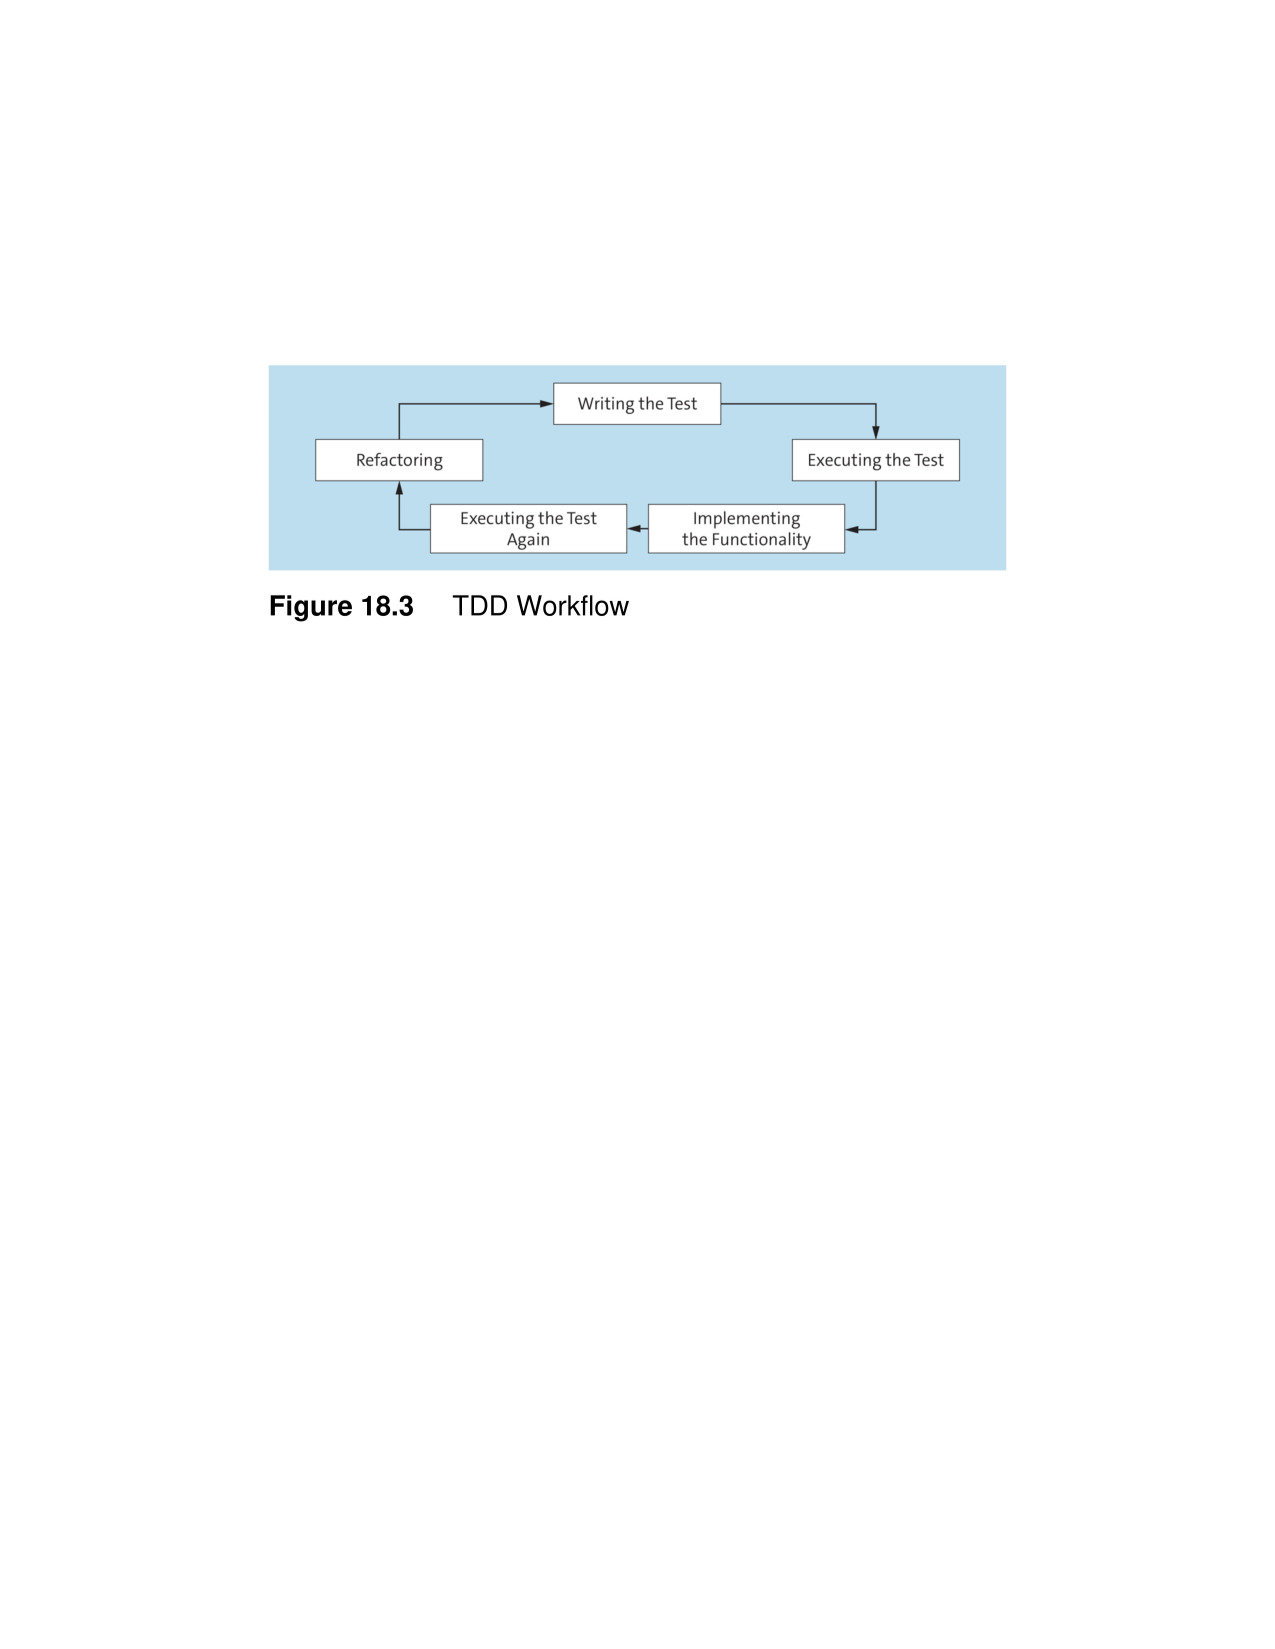 Writing the Test
Refactoring
Executing the Test
Executing the Test
Again
Implementing
the Functionality
Figure 18.3 TDD Workflow